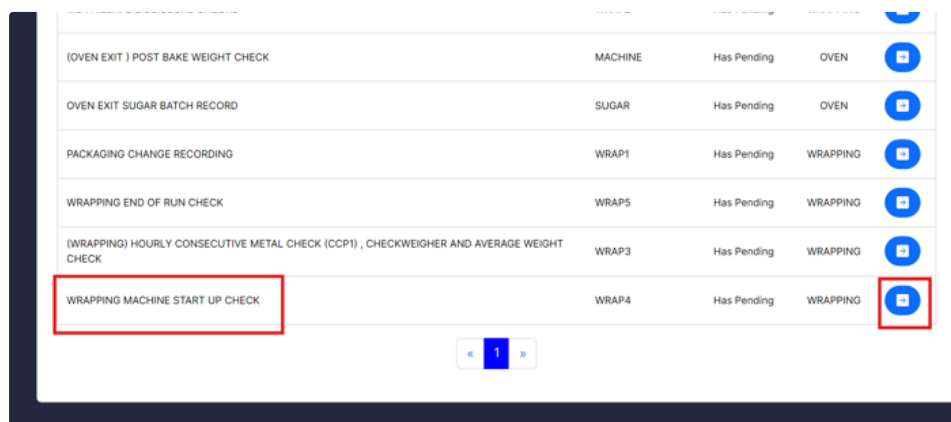 (OVEN EXIT ) POST BAKE WEIGHT CHECK MACHINE Has Pending OVEN
OVEN EXIT SUGAR BATCH RECORD SUGAR Has Pending OVEN
PACKAGING CHANGE RECORDING WRAP1 Has Pending WRAPPING
WRAPPING END OF RUN CHECK WRAP5 Has Pending WRAPPING
(WRAPPING) HOURLY CONSECUTIVE METAL CHECK (CCP1) , CHECKWEIGHER AND AVERAGE WEIGHT
CHECK WRAP3 Has Pending WRAPPING
WRAPPING MACHINE START UP CHECK WRAP4 Has Pending WRAPPING
« 1 »